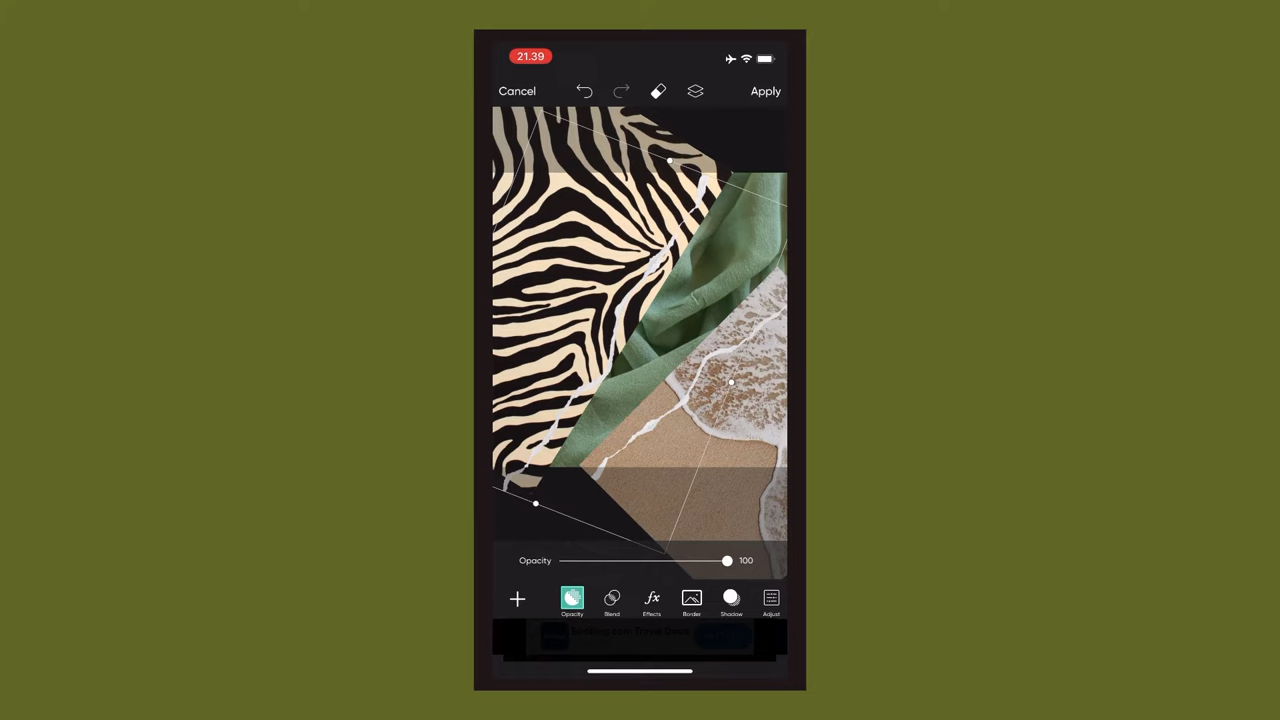 21.39
Cancel
Apply
Opacity
100
Opacity
Blend
Effects
Border
Shadow
Adjust